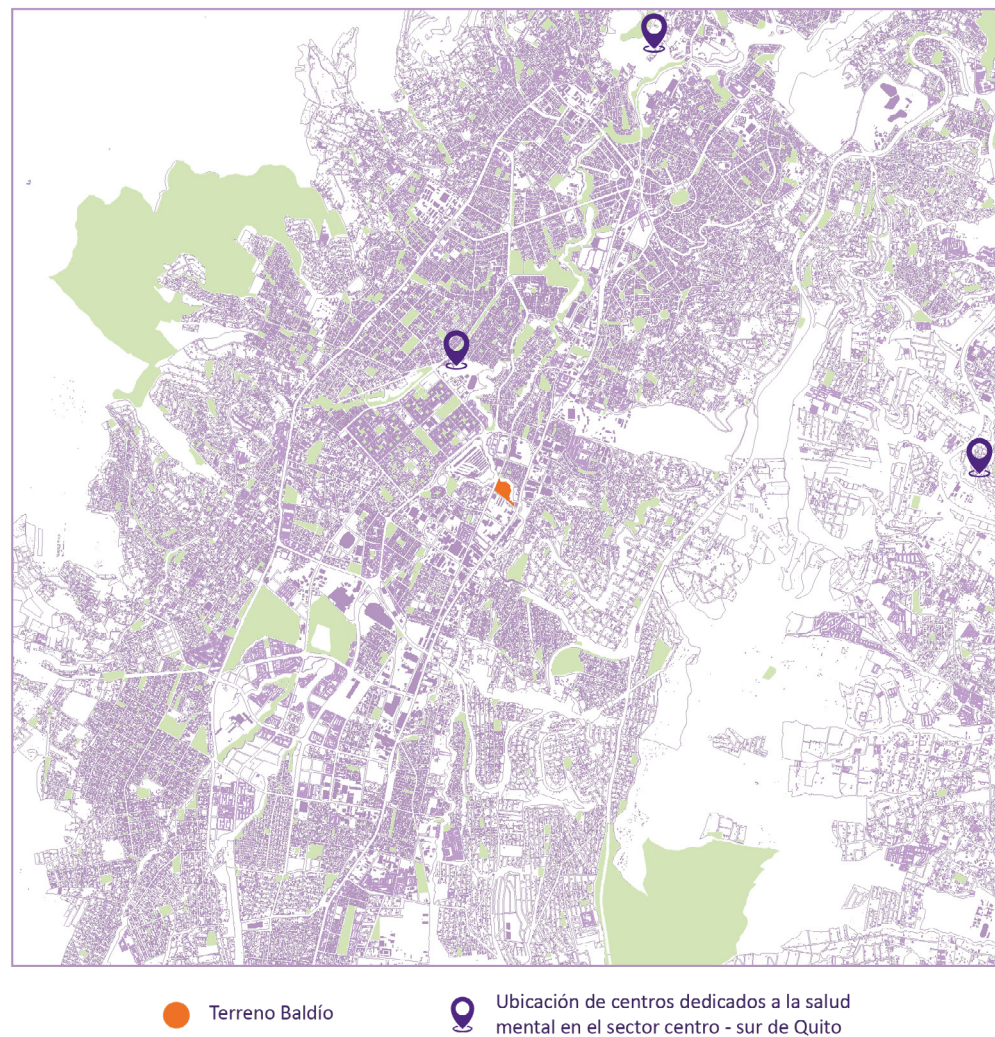 Terreno Baldío
Ubicación de centros dedicados a la salud
mental en el sector centro - sur de Quito